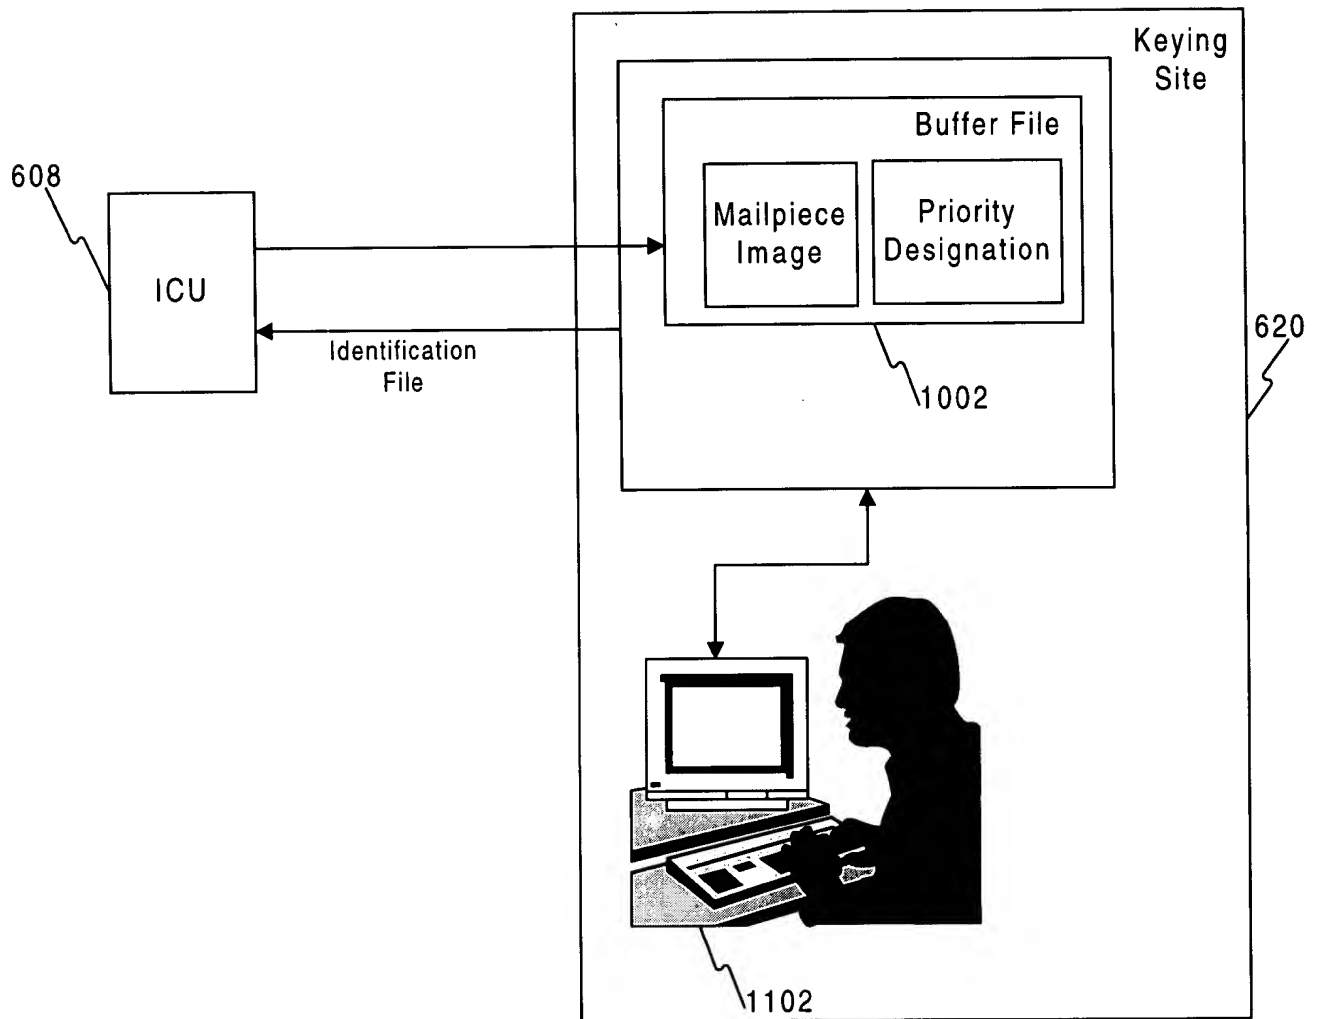 Keying
Site
Buffer File
608
Mailpiece
Image
Priority
Designation
ICU
620
Identification
File
1002
1102